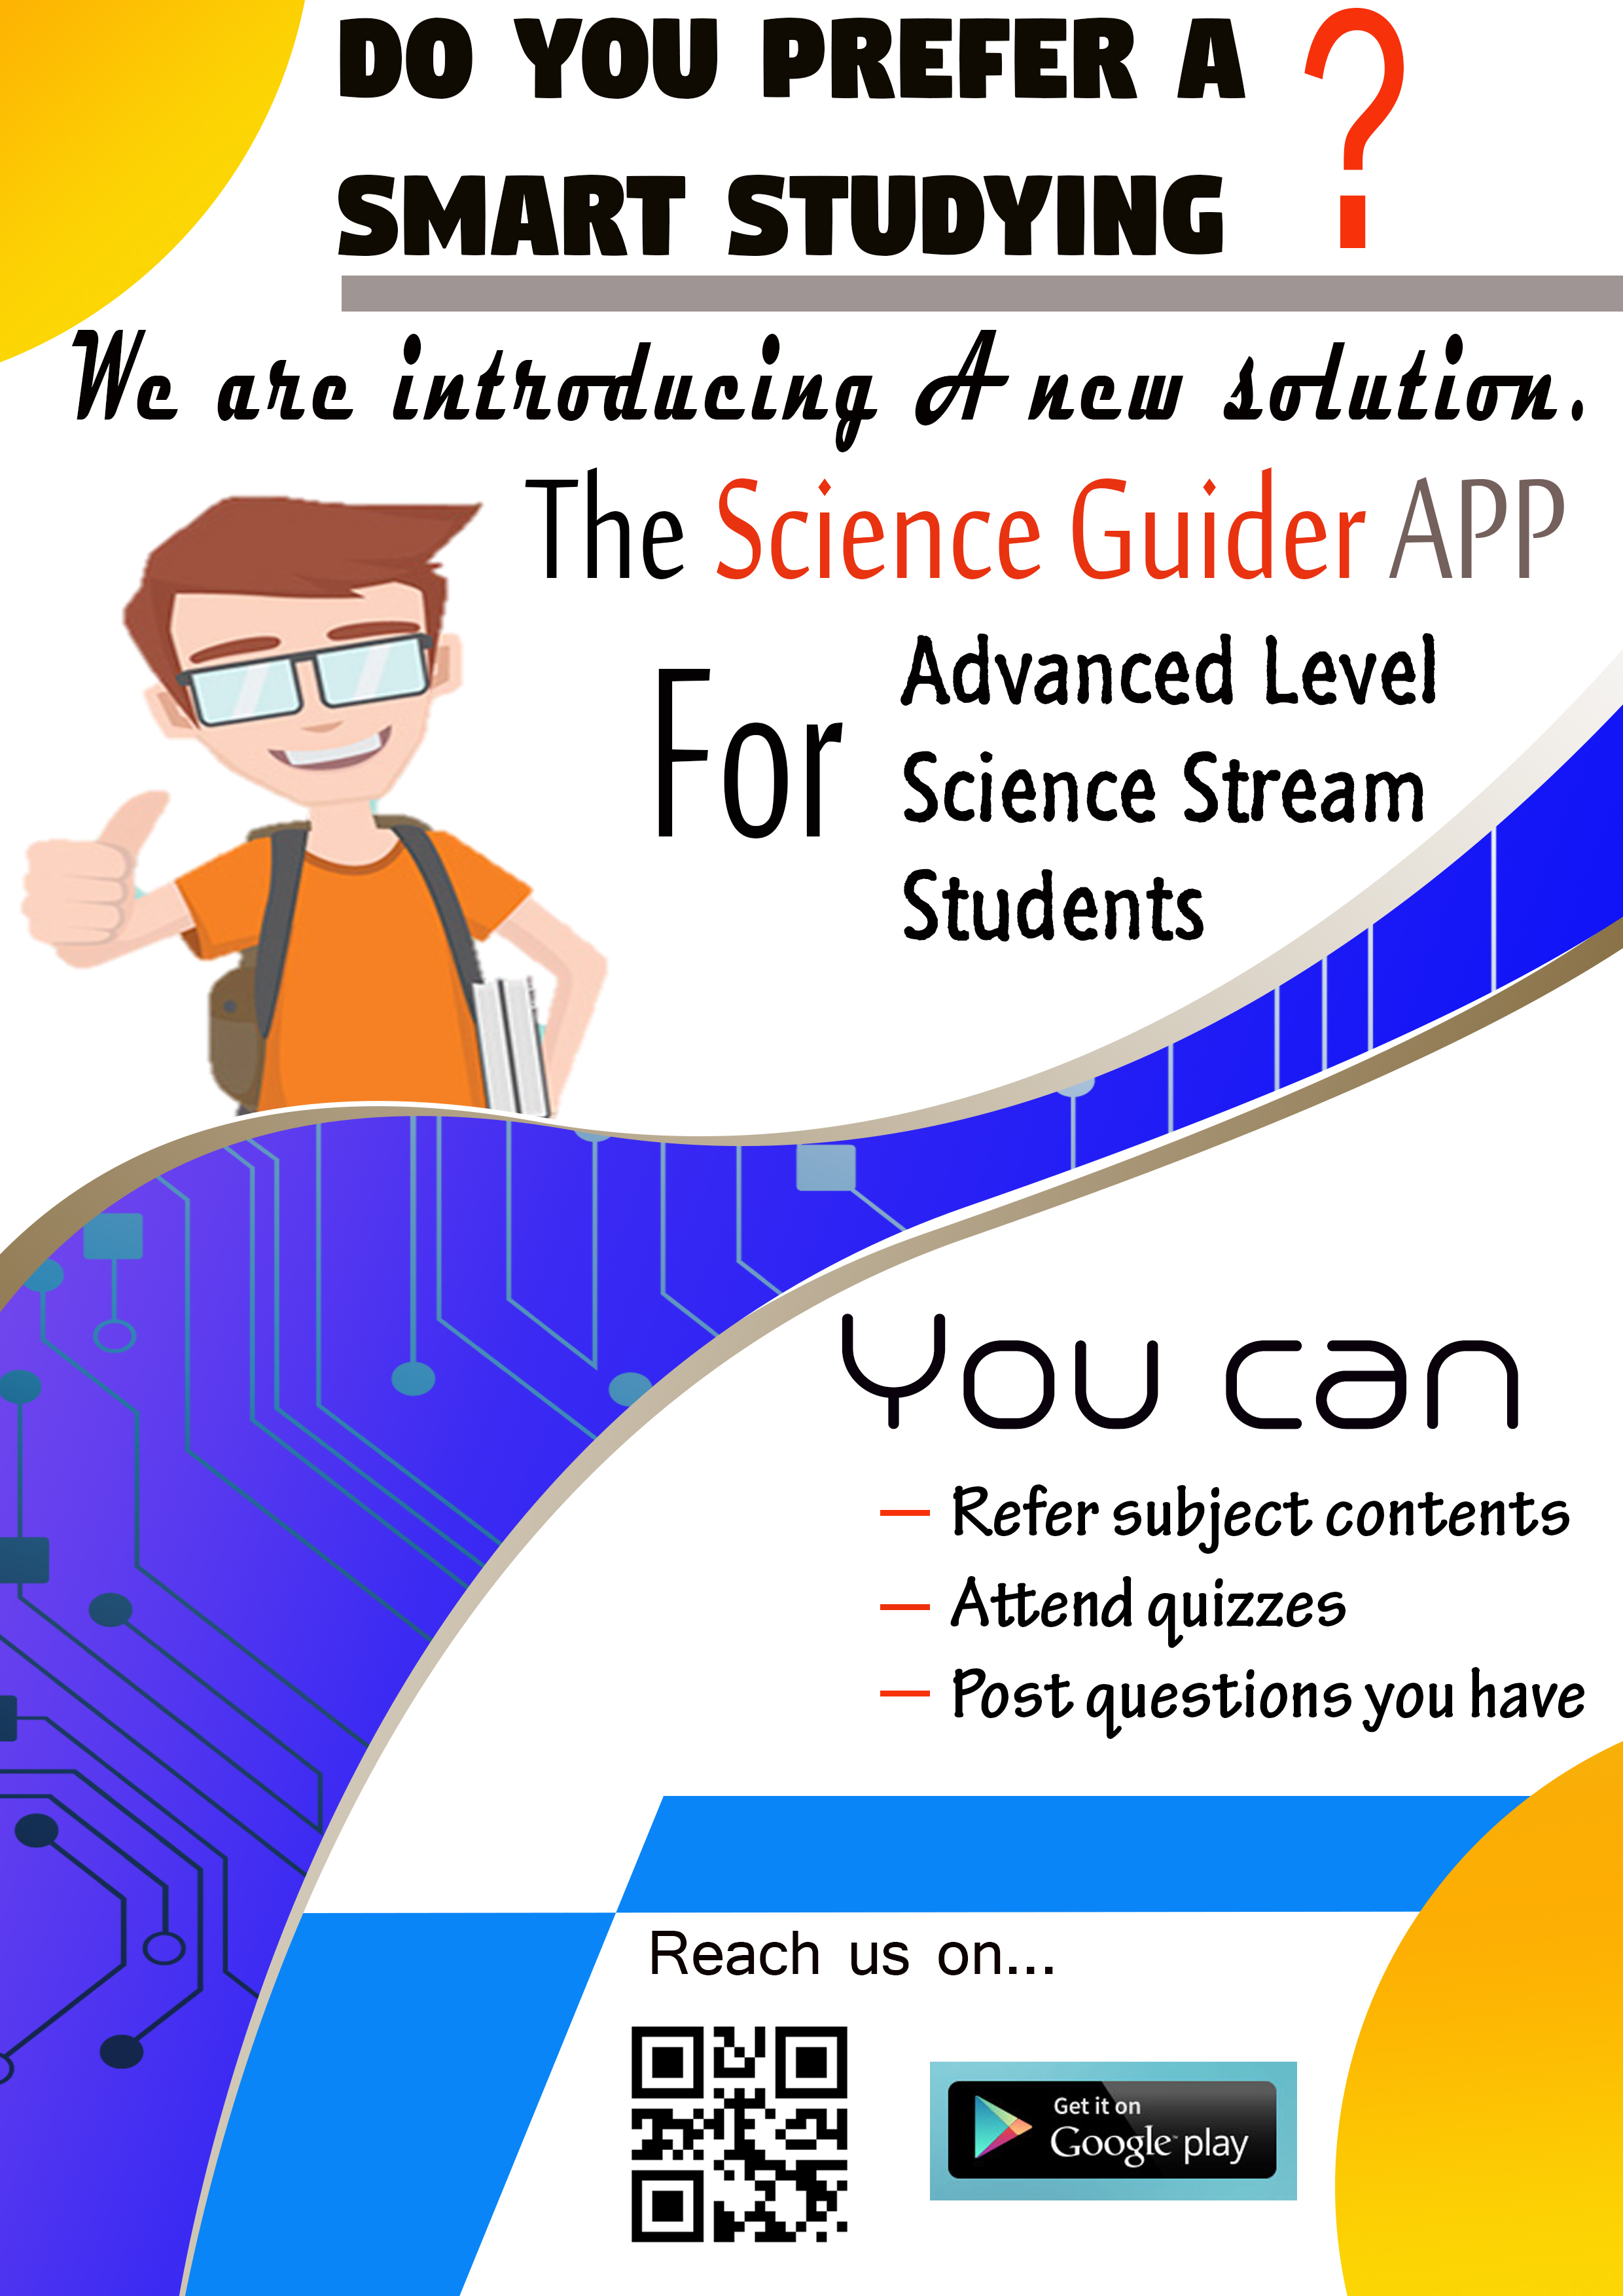 DO YOU PREFER A
SMART STUDYING ?
We are introducing A new solution.
The Science Guider APP
For
Advanced Level
Science Stream
Students
You can
— Refer subject contents
— Attend quizzes
— Post questions you have
Reach us on...
Get it on
Google play